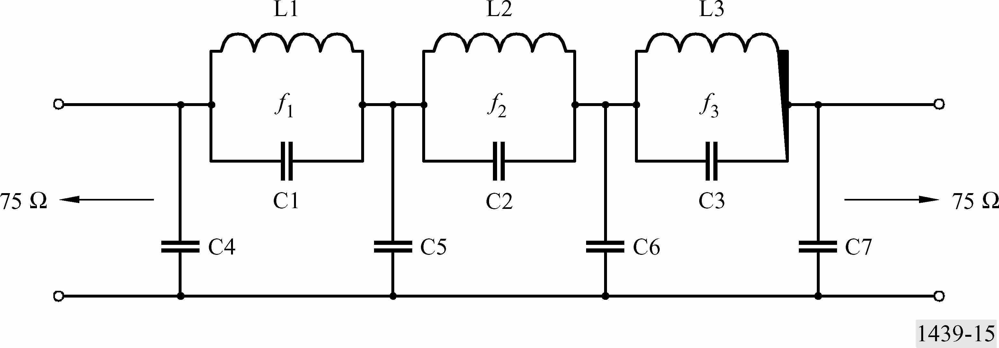 L1 L2 L3
f1 f2 f3
75 Ω C1 C2 C3 75 Ω
C4 C5 C6 C7
1439-15